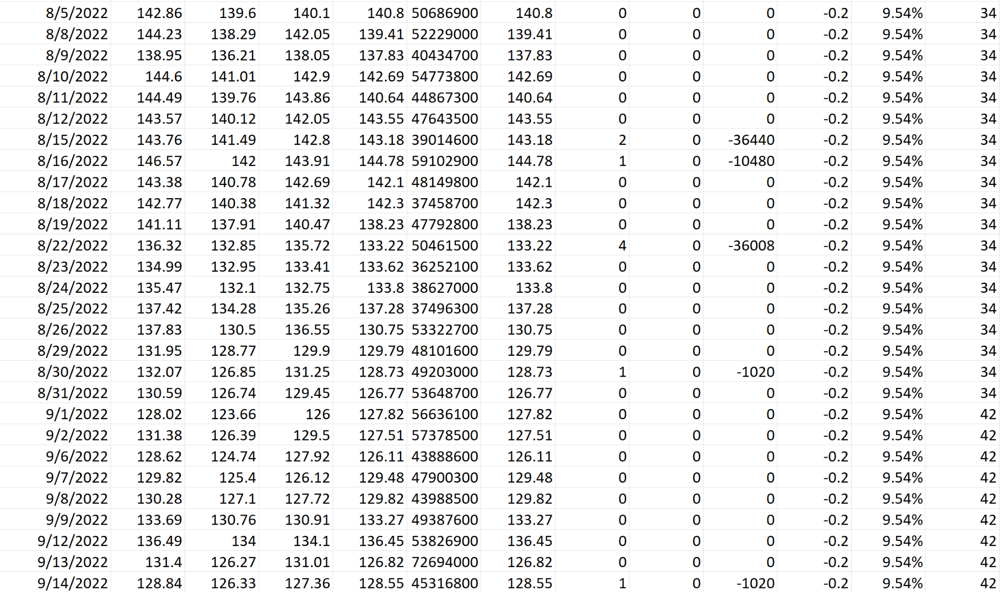 8/5/2022 142.86 139.6 140.1 140.8 50686900 140.8 0 0 0 -0.2 9.54% 34
8/8/2022 144.23 138.29 142.05 139.41 52229000 139.41 0 0 0 -0.2 9.54% 34
8/9/2022 138.95 136.21 138.05 137.83 40434700 137.83 0 0 0 -0.2 9.54% 34
8/10/2022 144.6 141.01 142.9 142.69 54773800 142.69 0 0 0 -0.2 9.54% 34
8/11/2022 144.49 139.76 143.86 140.64 44867300 140.64 0 0 0 -0.2 9.54% 34
8/12/2022 143.57 140.12 142.05 143.55 47643500 143.55 0 0 0 -0.2 9.54% 34
8/15/2022 143.76 141.49 142.8 143.18 39014600 143.18 2 0 -36440 -0.2 9.54% 34
8/16/2022 146.57 142 143.91 144.78 59102900 144.78 1 0 -10480 -0.2 9.54% 34
8/17/2022 143.38 140.78 142.69 142.1 48149800 142.1 0 0 0 -0.2 9.54% 34
8/18/2022 142.77 140.38 141.32 142.3 37458700 142.3 0 0 0 -0.2 9.54% 34
8/19/2022 141.11 137.91 140.47 138.23 47792800 138.23 0 0 0 -0.2 9.54% 34
8/22/2022 136.32 132.85 135.72 133.22 50461500 133.22 4 0 -36008 -0.2 9.54% 34
8/23/2022 134.99 132.95 133.41 133.62 36252100 133.62 0 0 0 -0.2 9.54% 34
8/24/2022 135.47 132.1 132.75 133.8 38627000 133.8 0 0 0 -0.2 9.54% 34
8/25/2022 137.42 134.28 135.26 137.28 37496300 137.28 0 0 0 -0.2 9.54% 34
8/26/2022 137.83 130.5 136.55 130.75 53322700 130.75 0 0 0 -0.2 9.54% 34
8/29/2022 131.95 128.77 129.9 129.79 48101600 129.79 0 0 0 -0.2 9.54% 34
8/30/2022 132.07 126.85 131.25 128.73 49203000 128.73 1 0 -1020 -0.2 9.54% 34
8/31/2022 130.59 126.74 129.45 126.77 53648700 126.77 0 0 0 -0.2 9.54% 34
9/1/2022 128.02 123.66 126 127.82 56636100 127.82 0 0 0 -0.2 9.54% 42
9/2/2022 131.38 126.39 129.5 127.51 57378500 127.51 0 0 0 -0.2 9.54% 42
9/6/2022 128.62 124.74 127.92 126.11 43888600 126.11 0 0 0 -0.2 9.54% 42
9/7/2022 129.82 125.4 126.12 129.48 47900300 129.48 0 0 0 -0.2 9.54% 42
9/8/2022 130.28 127.1 127.72 129.82 43988500 129.82 0 0 0 -0.2 9.54% 42
9/9/2022 133.69 130.76 130.91 133.27 49387600 133.27 0 0 0 -0.2 9.54% 42
9/12/2022 136.49 134 134.1 136.45 53826900 136.45 0 0 0 -0.2 9.54% 42
9/13/2022 131.4 126.27 131.01 126.82 72694000 126.82 0 0 0 -0.2 9.54% 42
9/14/2022 128.84 126.33 127.36 128.55 45316800 128.55 1 0 -1020 -0.2 9.54% 42